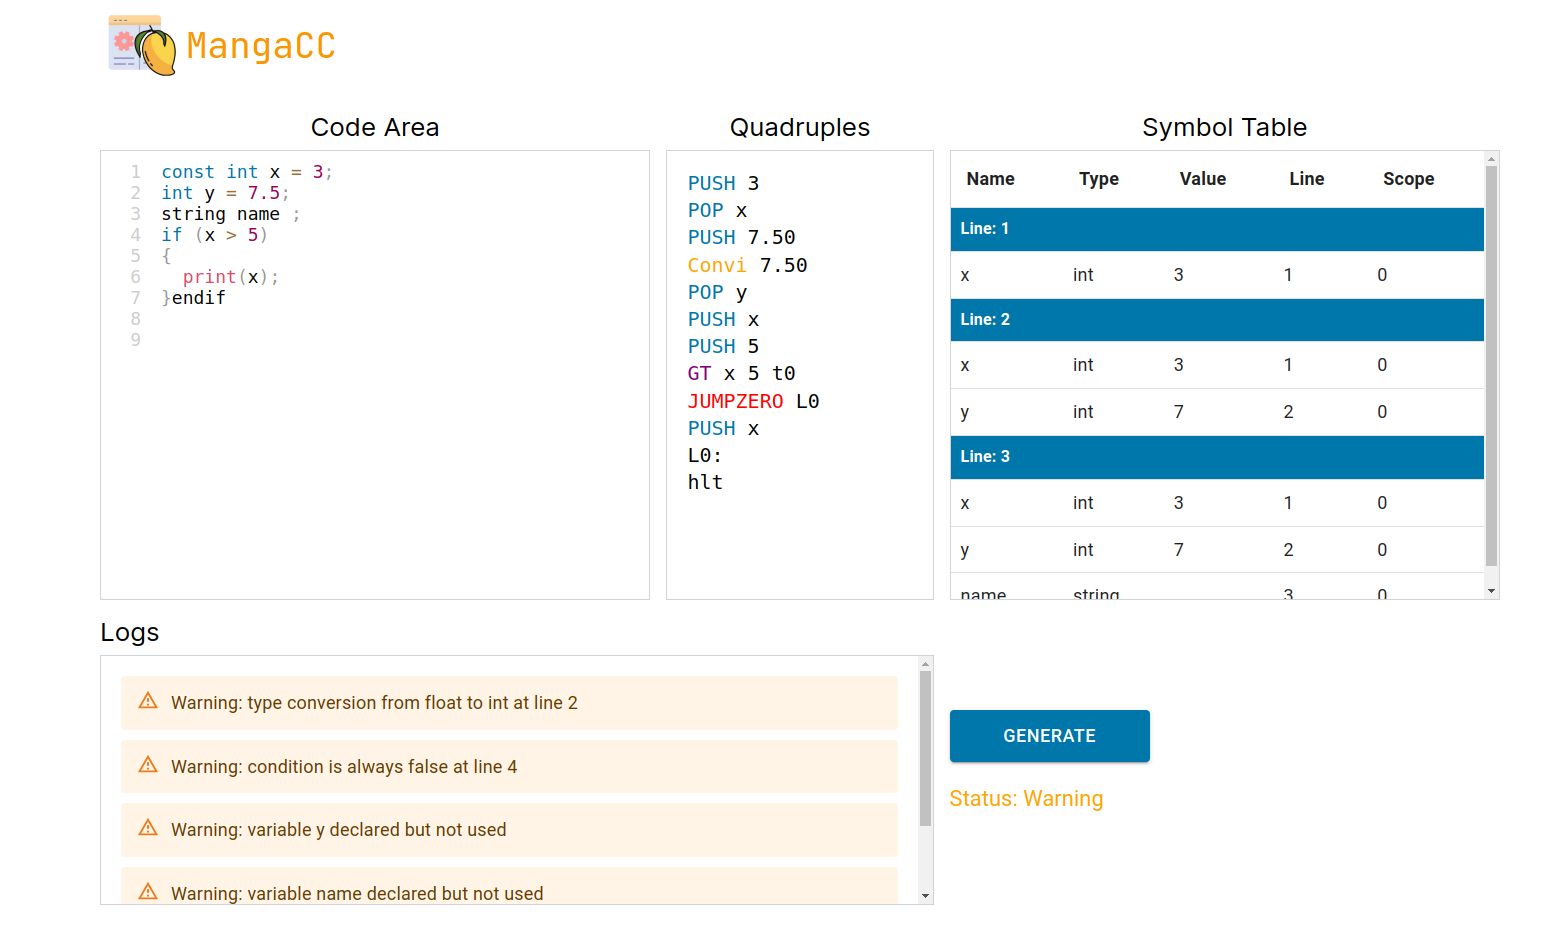 MangaCC
Code Area
1 const int x = 3;
2 int y = 7.5;
3 string name ;
4 if (x > 5)
5 {
6   print(x);
7 }endif
8
9
Quadruples
PUSH 3
POP x
PUSH 7.50
Convi 7.50
POP y
PUSH x
PUSH 5
GT x 5 t0
JUMPZERO L0
PUSH x
L0:
hlt
Symbol Table
Name Type Value Line Scope
Line: 1
x int 3 1 0
Line: 2
x int 3 1 0
y int 7 2 0
Line: 3
x int 3 1 0
y int 7 2 0
name string 3 0
Logs
Warning: type conversion from float to int at line 2
Warning: condition is always false at line 4
Warning: variable y declared but not used
Warning: variable name declared but not used
GENERATE
Status: Warning